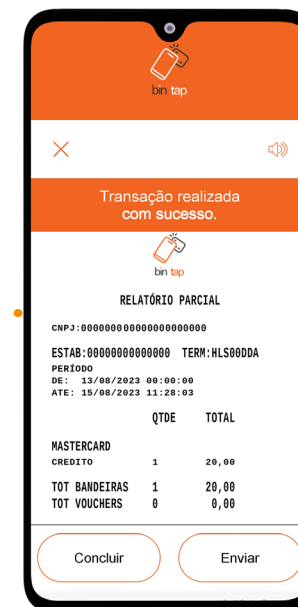 bin tap
Transação realizada
com sucesso.
bin tap
RELATÓRIO PARCIAL
CNPJ:00000000000000000000
ESTAB:00000000000000 TERM:HLS00DDA
PERÍODO
DE: 13/08/2023 00:00:00
ATE: 15/08/2023 11:28:03
QTDE TOTAL
MASTERCARD
CREDITO 1 20,00
TOT BANDEIRAS 1 20,00
TOT VOUCHERS 0 0,00
Concluir Enviar